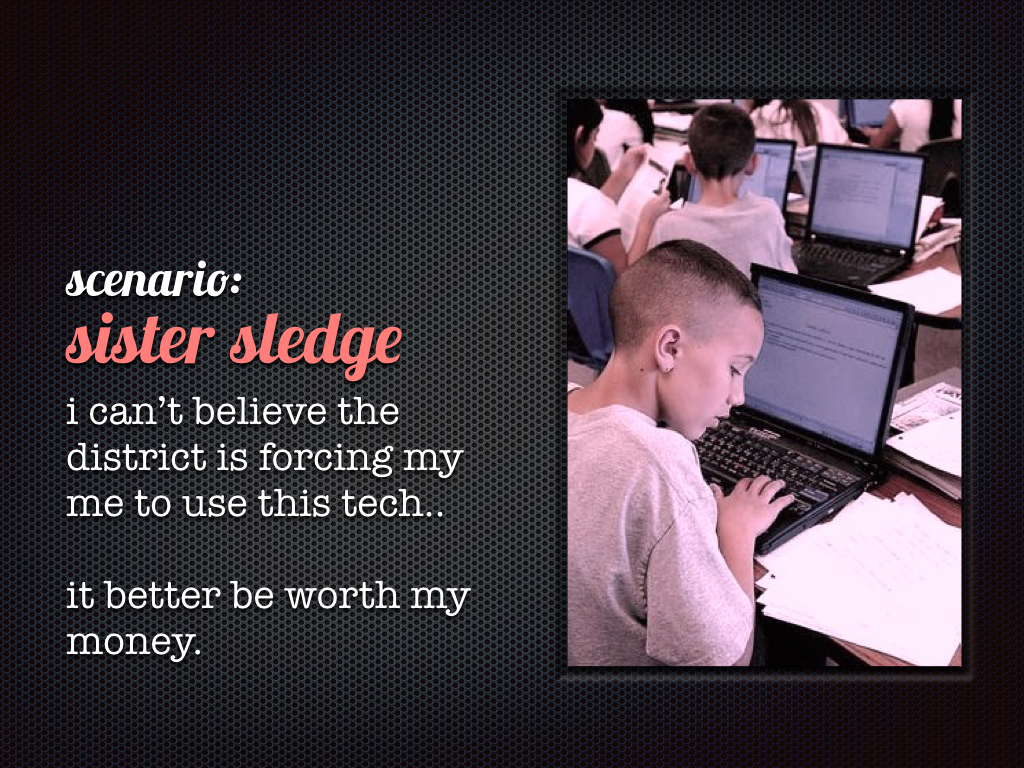 scenario:
sister sledge
i can't believe the
district is forcing my
me to use this tech..
it better be worth my
money.